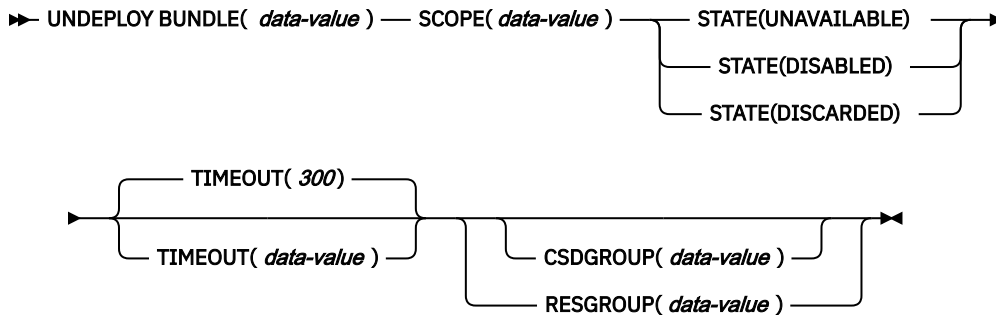 UNDEPLOY BUNDLE( data-value ) SCOPE( data-value ) STATE(UNAVAILABLE)
STATE(DISABLED)
STATE(DISCARDED)
TIMEOUT( 300)
TIMEOUT( data-value )
CSDGROUP( data-value )
RESGROUP( data-value )